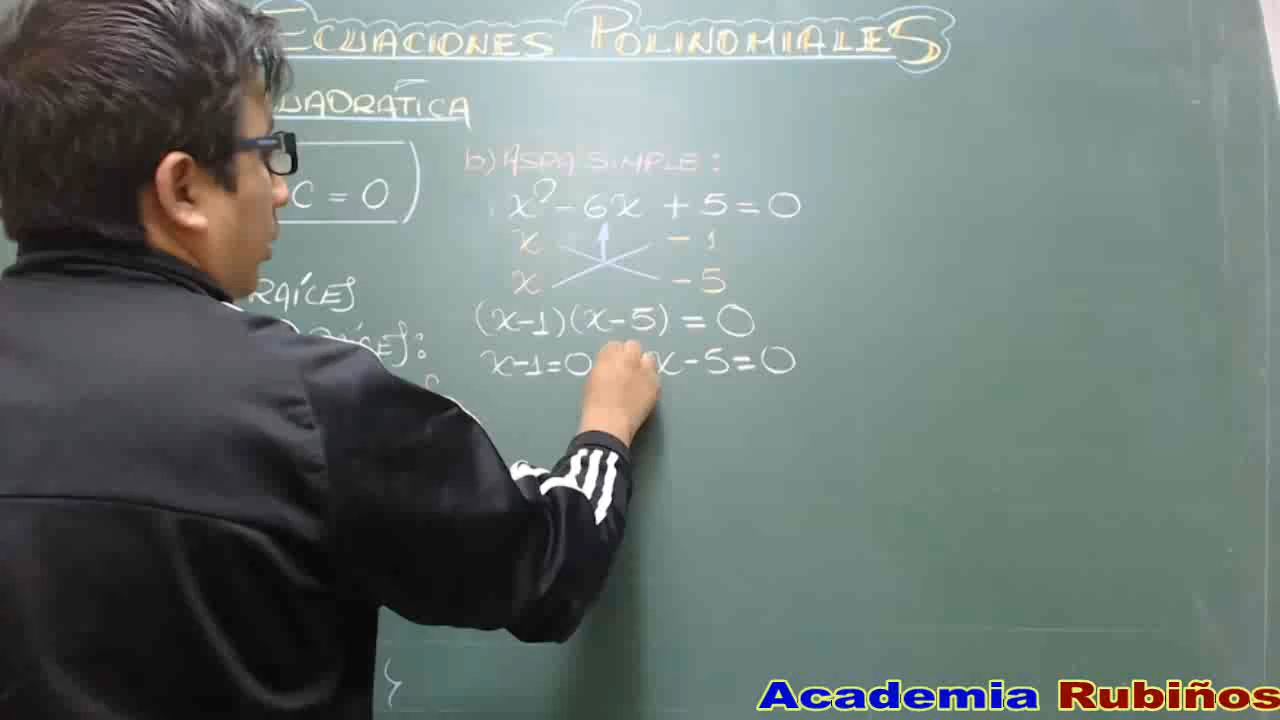 ECUACIONES POLINOMIALES
UADRÁTICA
C = 0
RAÍCES
b) ASPA SIMPLE:
x² - 6x + 5 = 0
x - 1
x - 5
(x-1)(x-5) = 0
x-1=0 x-5=0
}
Academia Rubiños